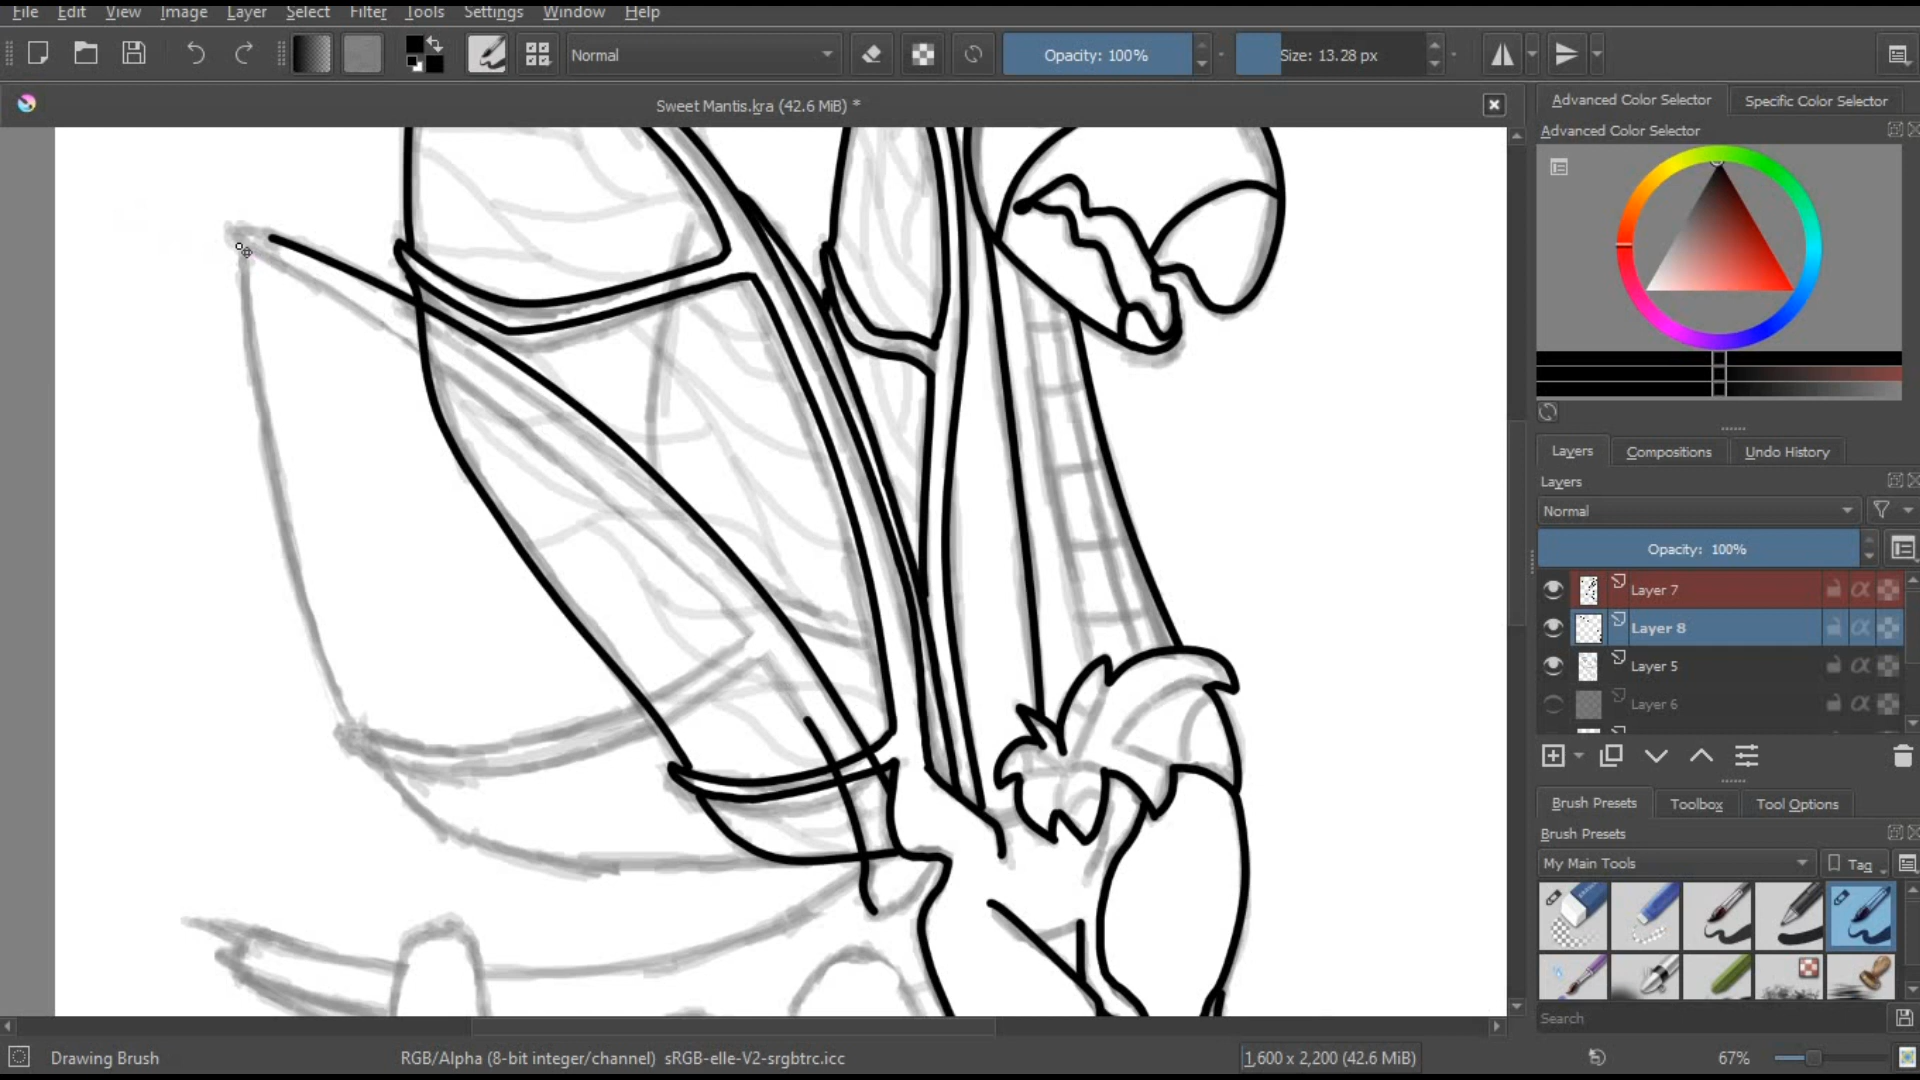 File Edit View Image Layer Select Filter Tools Settings Window Help
Normal
Opacity: 100%
Size: 13.28 px
Sweet Mantis.kra (42.6 MiB) *
Advanced Color Selector
Specific Color Selector
Advanced Color Selector
Layers
Compositions
Undo History
Layers
Normal
Opacity: 100%
Layer 7
Layer 8
Layer 5
Layer 6
Brush Presets
Toolbox
Tool Options
Brush Presets
My Main Tools
Tag
Search
Drawing Brush
RGB/Alpha (8-bit integer/channel) sRGB-elle-V2-srgbtrc.icc
1,600 x 2,200 (42.6 MiB)
67%